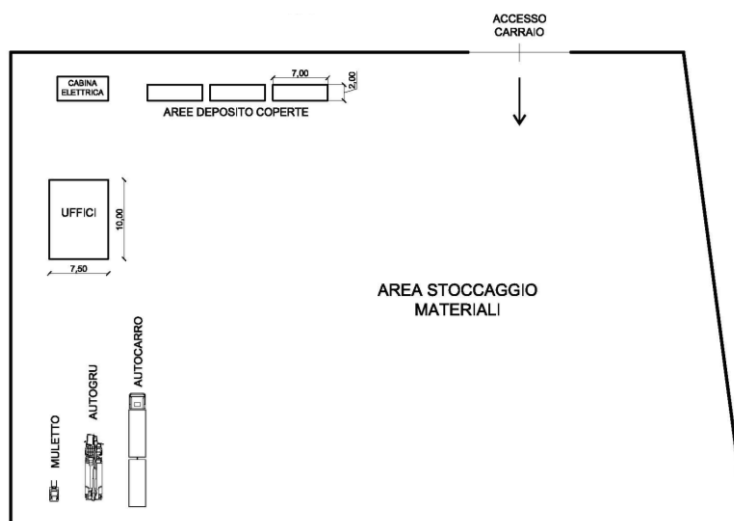 ACCESSO
CARRAIO
CABINA
ELETTRICA
7,00
2,00
AREE DEPOSITO COPERTE
UFFICI
10,00
7,50
AREA STOCCAGGIO
MATERIALI
MULETTO
AUTOGRU
AUTOCARRO